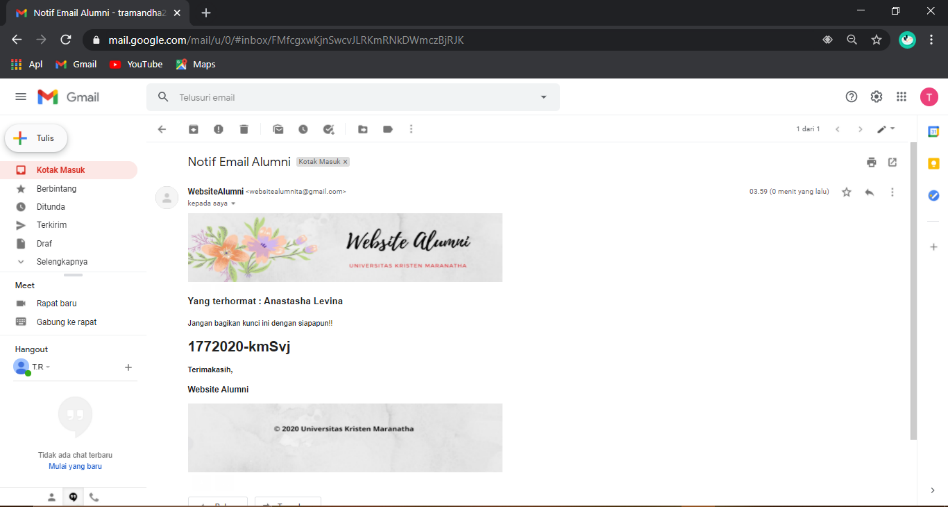 Notif Email Alumni - tramandha2
mail.google.com/mail/u/0/#inbox/FMfcgxwKjnSwcvJLRKmRNkDWmczBjRJK
Apl Gmail YouTube Maps
Gmail
Telusuri email
T
Tulis
1 dari 1
Kotak Masuk
Berbintang
Ditunda
Terkirim
Draf
Selengkapnya
Meet
Rapat baru
Gabung ke rapat
Hangout
T.R -
Tidak ada chat terbaru
Mulai yang baru
Notif Email Alumni Kotak Masuk x
WebsiteAlumni <websitealumnita@gmail.com>
03.59 (0 menit yang lalu)
kepada saya
Website Alumni
UNIVERSITAS KRISTEN MARANATHA
Yang terhormat : Anastasha Levina
Jangan bagikan kunci ini dengan siapapun!!
1772020-kmSvj
Terimakasih,
Website Alumni
© 2020 Universitas Kristen Maranatha